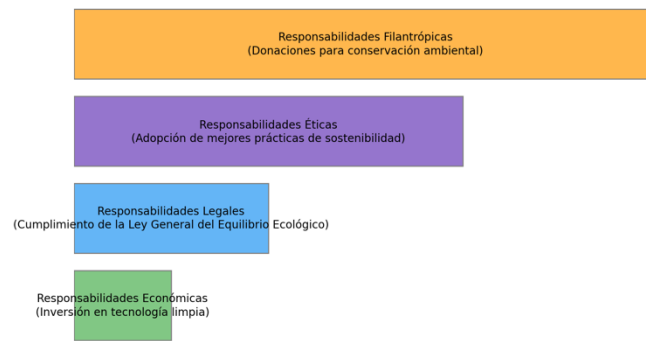 Responsabilidades Filantrópicas
(Donaciones para conservación ambiental)
Responsabilidades Éticas
(Adopción de mejores prácticas de sostenibilidad)
Responsabilidades Legales
(Cumplimiento de la Ley General del Equilibrio Ecológico)
Responsabilidades Económicas
(Inversión en tecnología limpia)